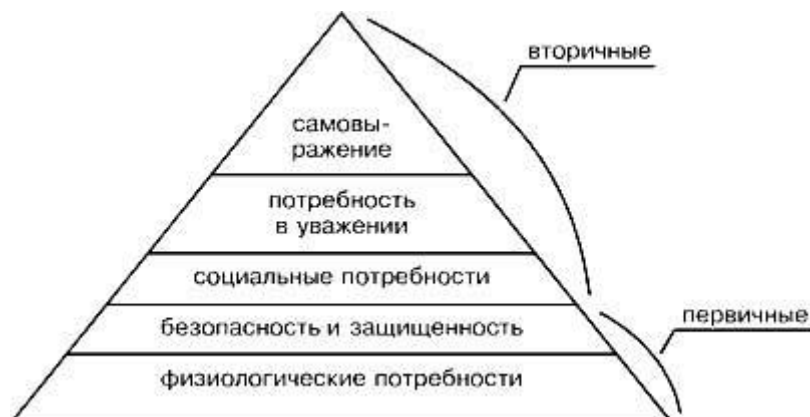 вторичные
самовы-
ражение
потребность
в уважении
социальные потребности
безопасность и защищенность
первичные
физиологические потребности